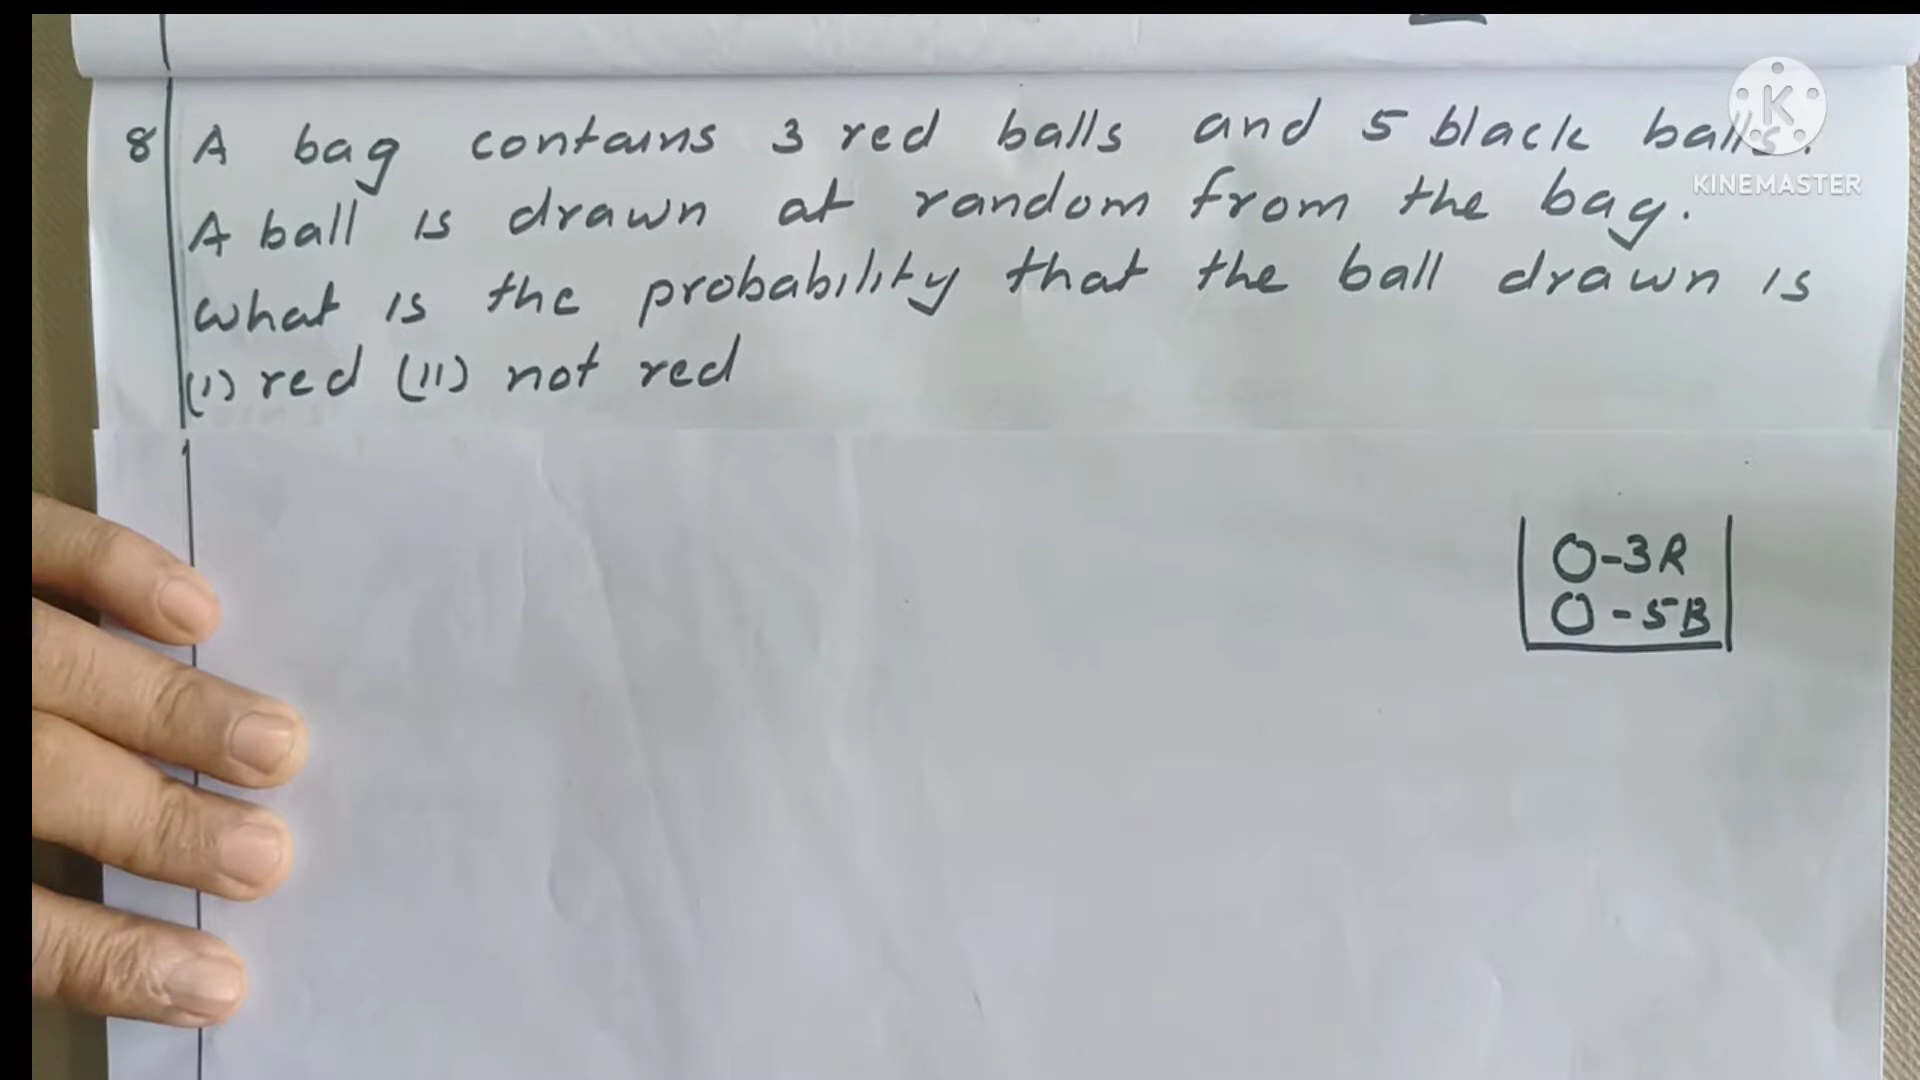 8 A bag contains 3 red balls and 5 black balls.
A ball is drawn at random from the bag.
What is the probability that the ball drawn is
(i) red (ii) not red
O-3R
O-5B
K
KINEMASTER